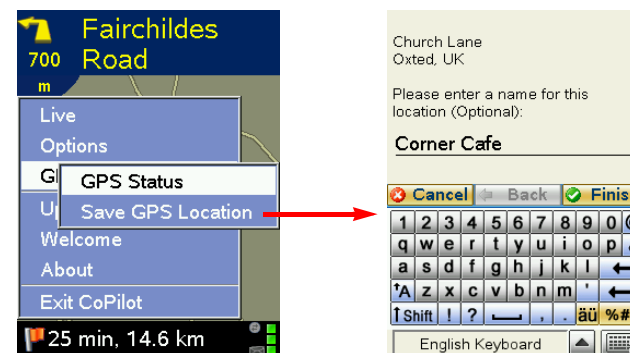 Fairchildes
700 Road
m
Live
Options
GPS Status
Save GPS Location
Welcome
About
Exit CoPilot
25 min, 14.6 km
Church Lane
Oxted, UK
Please enter a name for this
location (Optional):
Corner Cafe
Cancel Back Finis
1 2 3 4 5 6 7 8 9 0
q w e r t y u i o p
a s d f g h j k l
A z x c v b n m '
Shift ! ? , . äü %#
English Keyboard